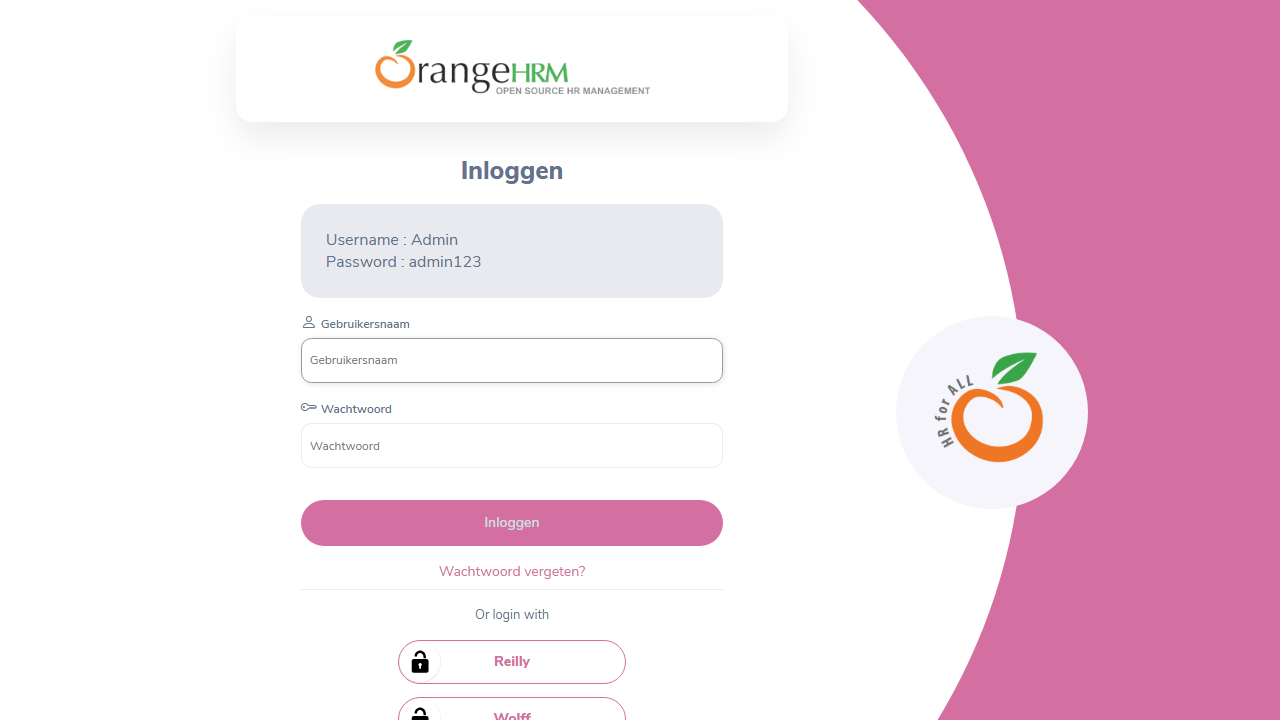 OrangeHRM
OPEN SOURCE HR MANAGEMENT
Inloggen
Username : Admin
Password : admin123
Gebruikersnaam
Gebruikersnaam
Wachtwoord
Wachtwoord
Inloggen
Wachtwoord vergeten?
Or login with
Reilly
Wolff
HR for ALL